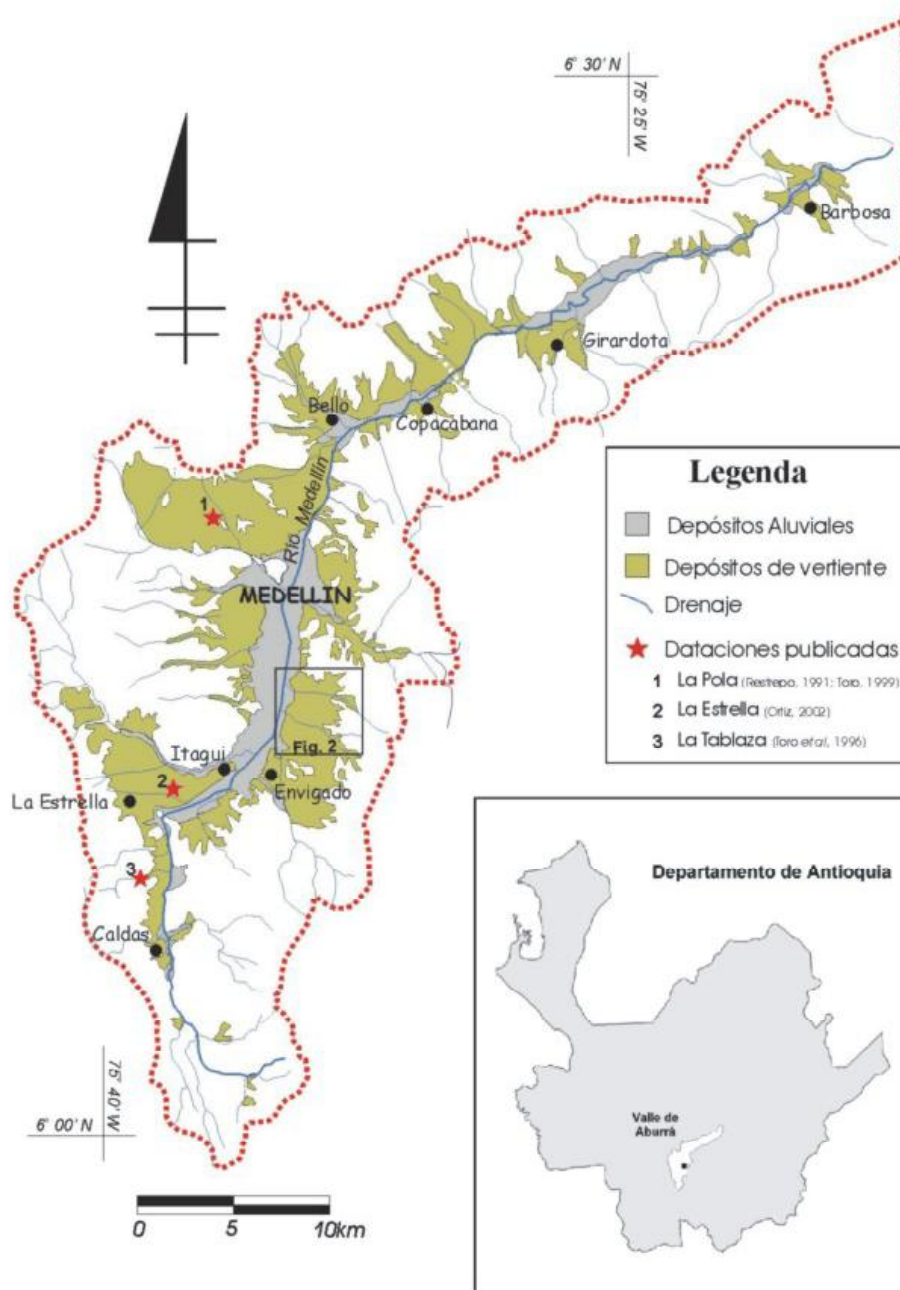 6° 30' N
75° 25' W
Barbosa
Girardota
Bello
Copacabana
Río Medellín
1
MEDELLIN
Fig. 2
Itagui
2
La Estrella
Envigado
3
Caldas
75° 40' W
6° 00' N
0 5 10km
Legenda
Depósitos Aluviales
Depósitos de vertiente
Drenaje
Dataciones publicadas
1 La Pola (Restrepo, 1991; Toro, 1999)
2 La Estrella (Ortiz, 2002)
3 La Tablaza (Toro et al, 1996)
Departamento de Antioquia
Valle de
Aburrá